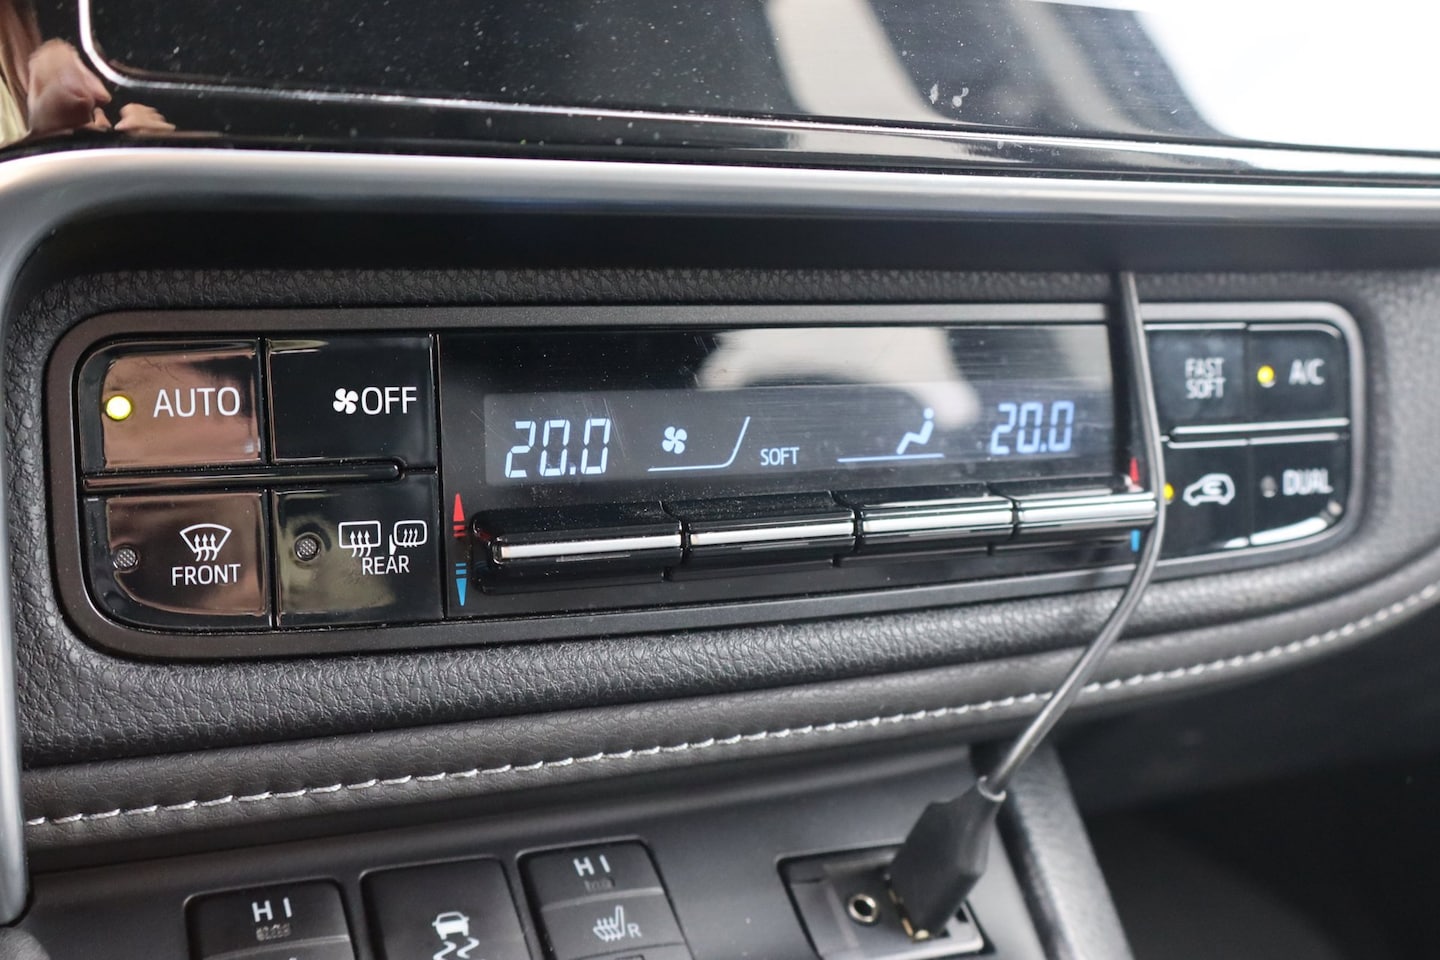 AUTO
OFF
20.0
SOFT
20.0
FAST
SOFT
A/C
FRONT
REAR
DUAL
HI
HI
R